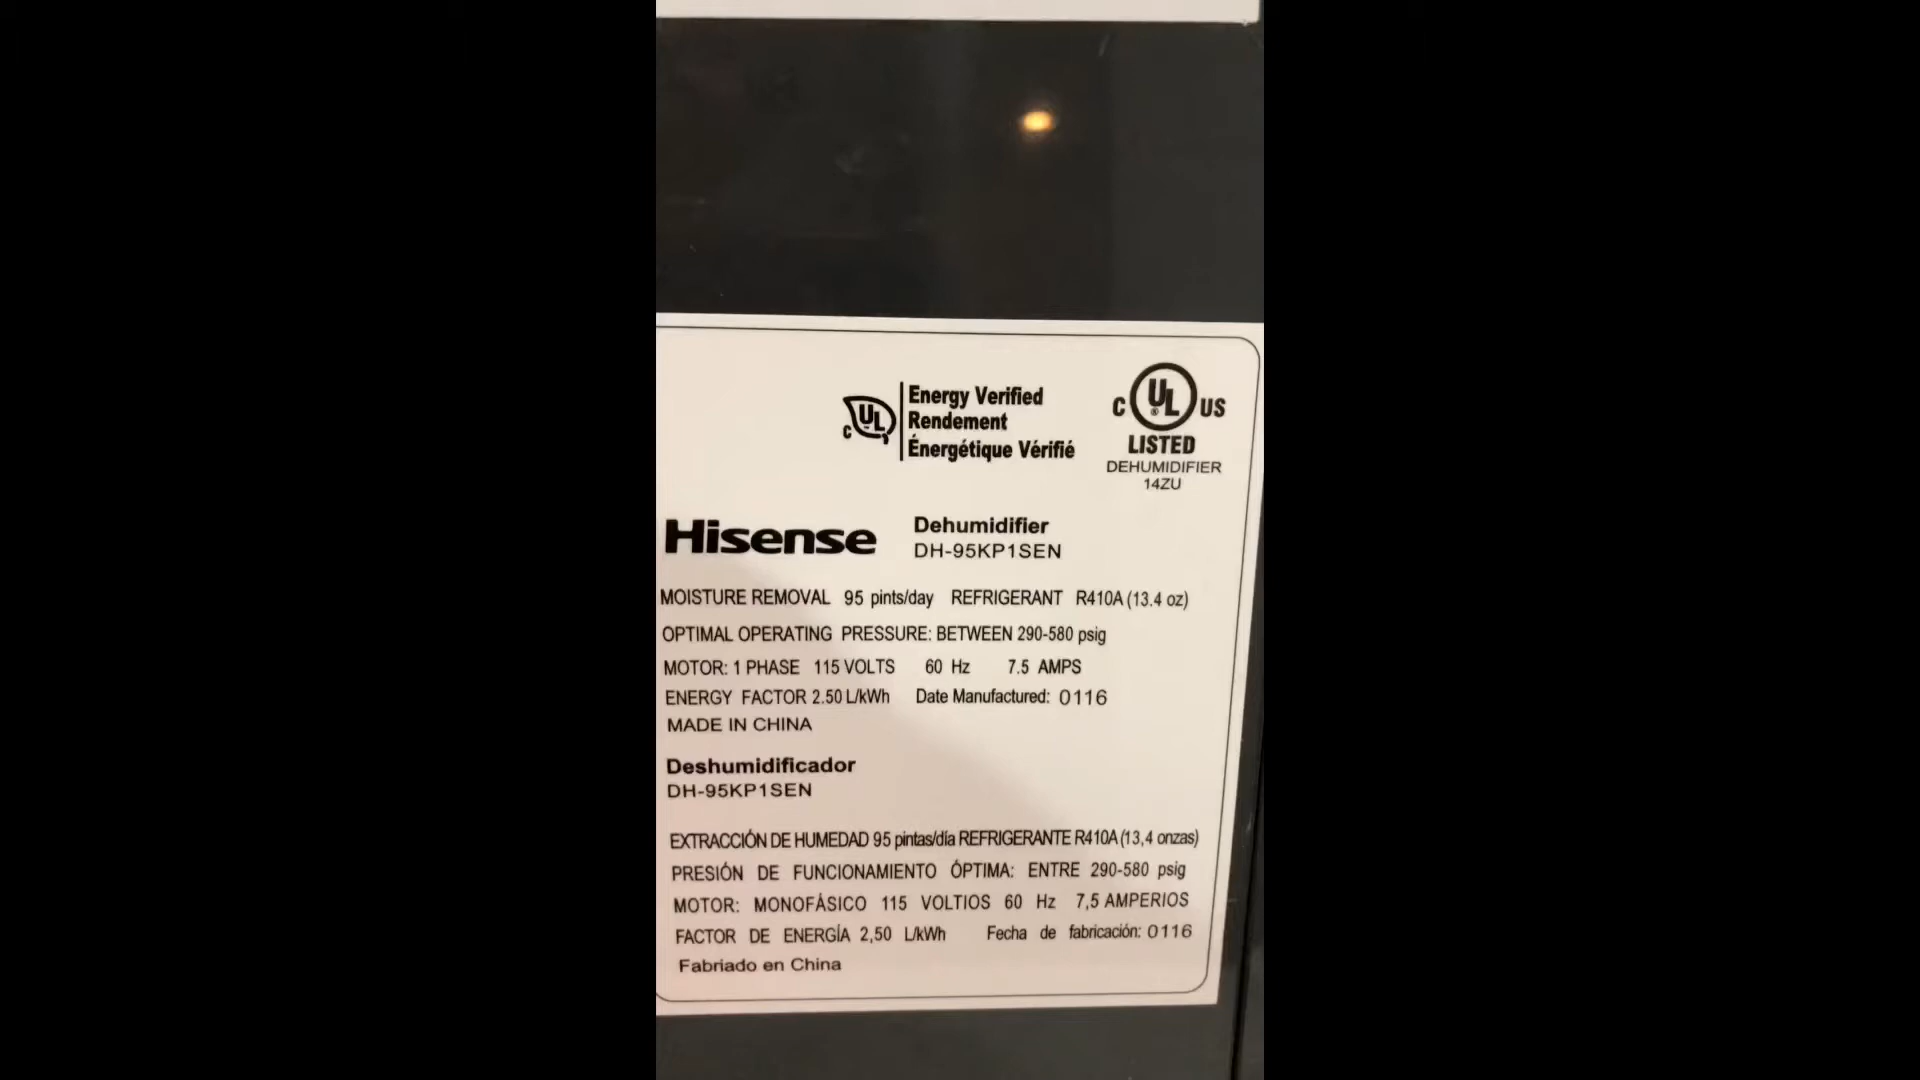 UL
C
Energy Verified
Rendement
Énergétique Vérifié
C UL ® US
LISTED
DEHUMIDIFIER
14ZU
Hisense
Dehumidifier
DH-95KP1SEN
MOISTURE REMOVAL 95 pints/day REFRIGERANT R410A (13.4 oz)
OPTIMAL OPERATING PRESSURE: BETWEEN 290-580 psig
MOTOR: 1 PHASE 115 VOLTS 60 Hz 7.5 AMPS
ENERGY FACTOR 2.50 L/kWh Date Manufactured: 0116
MADE IN CHINA
Deshumidificador
DH-95KP1SEN
EXTRACCIÓN DE HUMEDAD 95 pintas/día REFRIGERANTE R410A (13,4 onzas)
PRESIÓN DE FUNCIONAMIENTO ÓPTIMA: ENTRE 290-580 psig
MOTOR: MONOFÁSICO 115 VOLTIOS 60 Hz 7,5 AMPERIOS
FACTOR DE ENERGÍA 2,50 L/kWh Fecha de fabricación: 0116
Fabriado en China